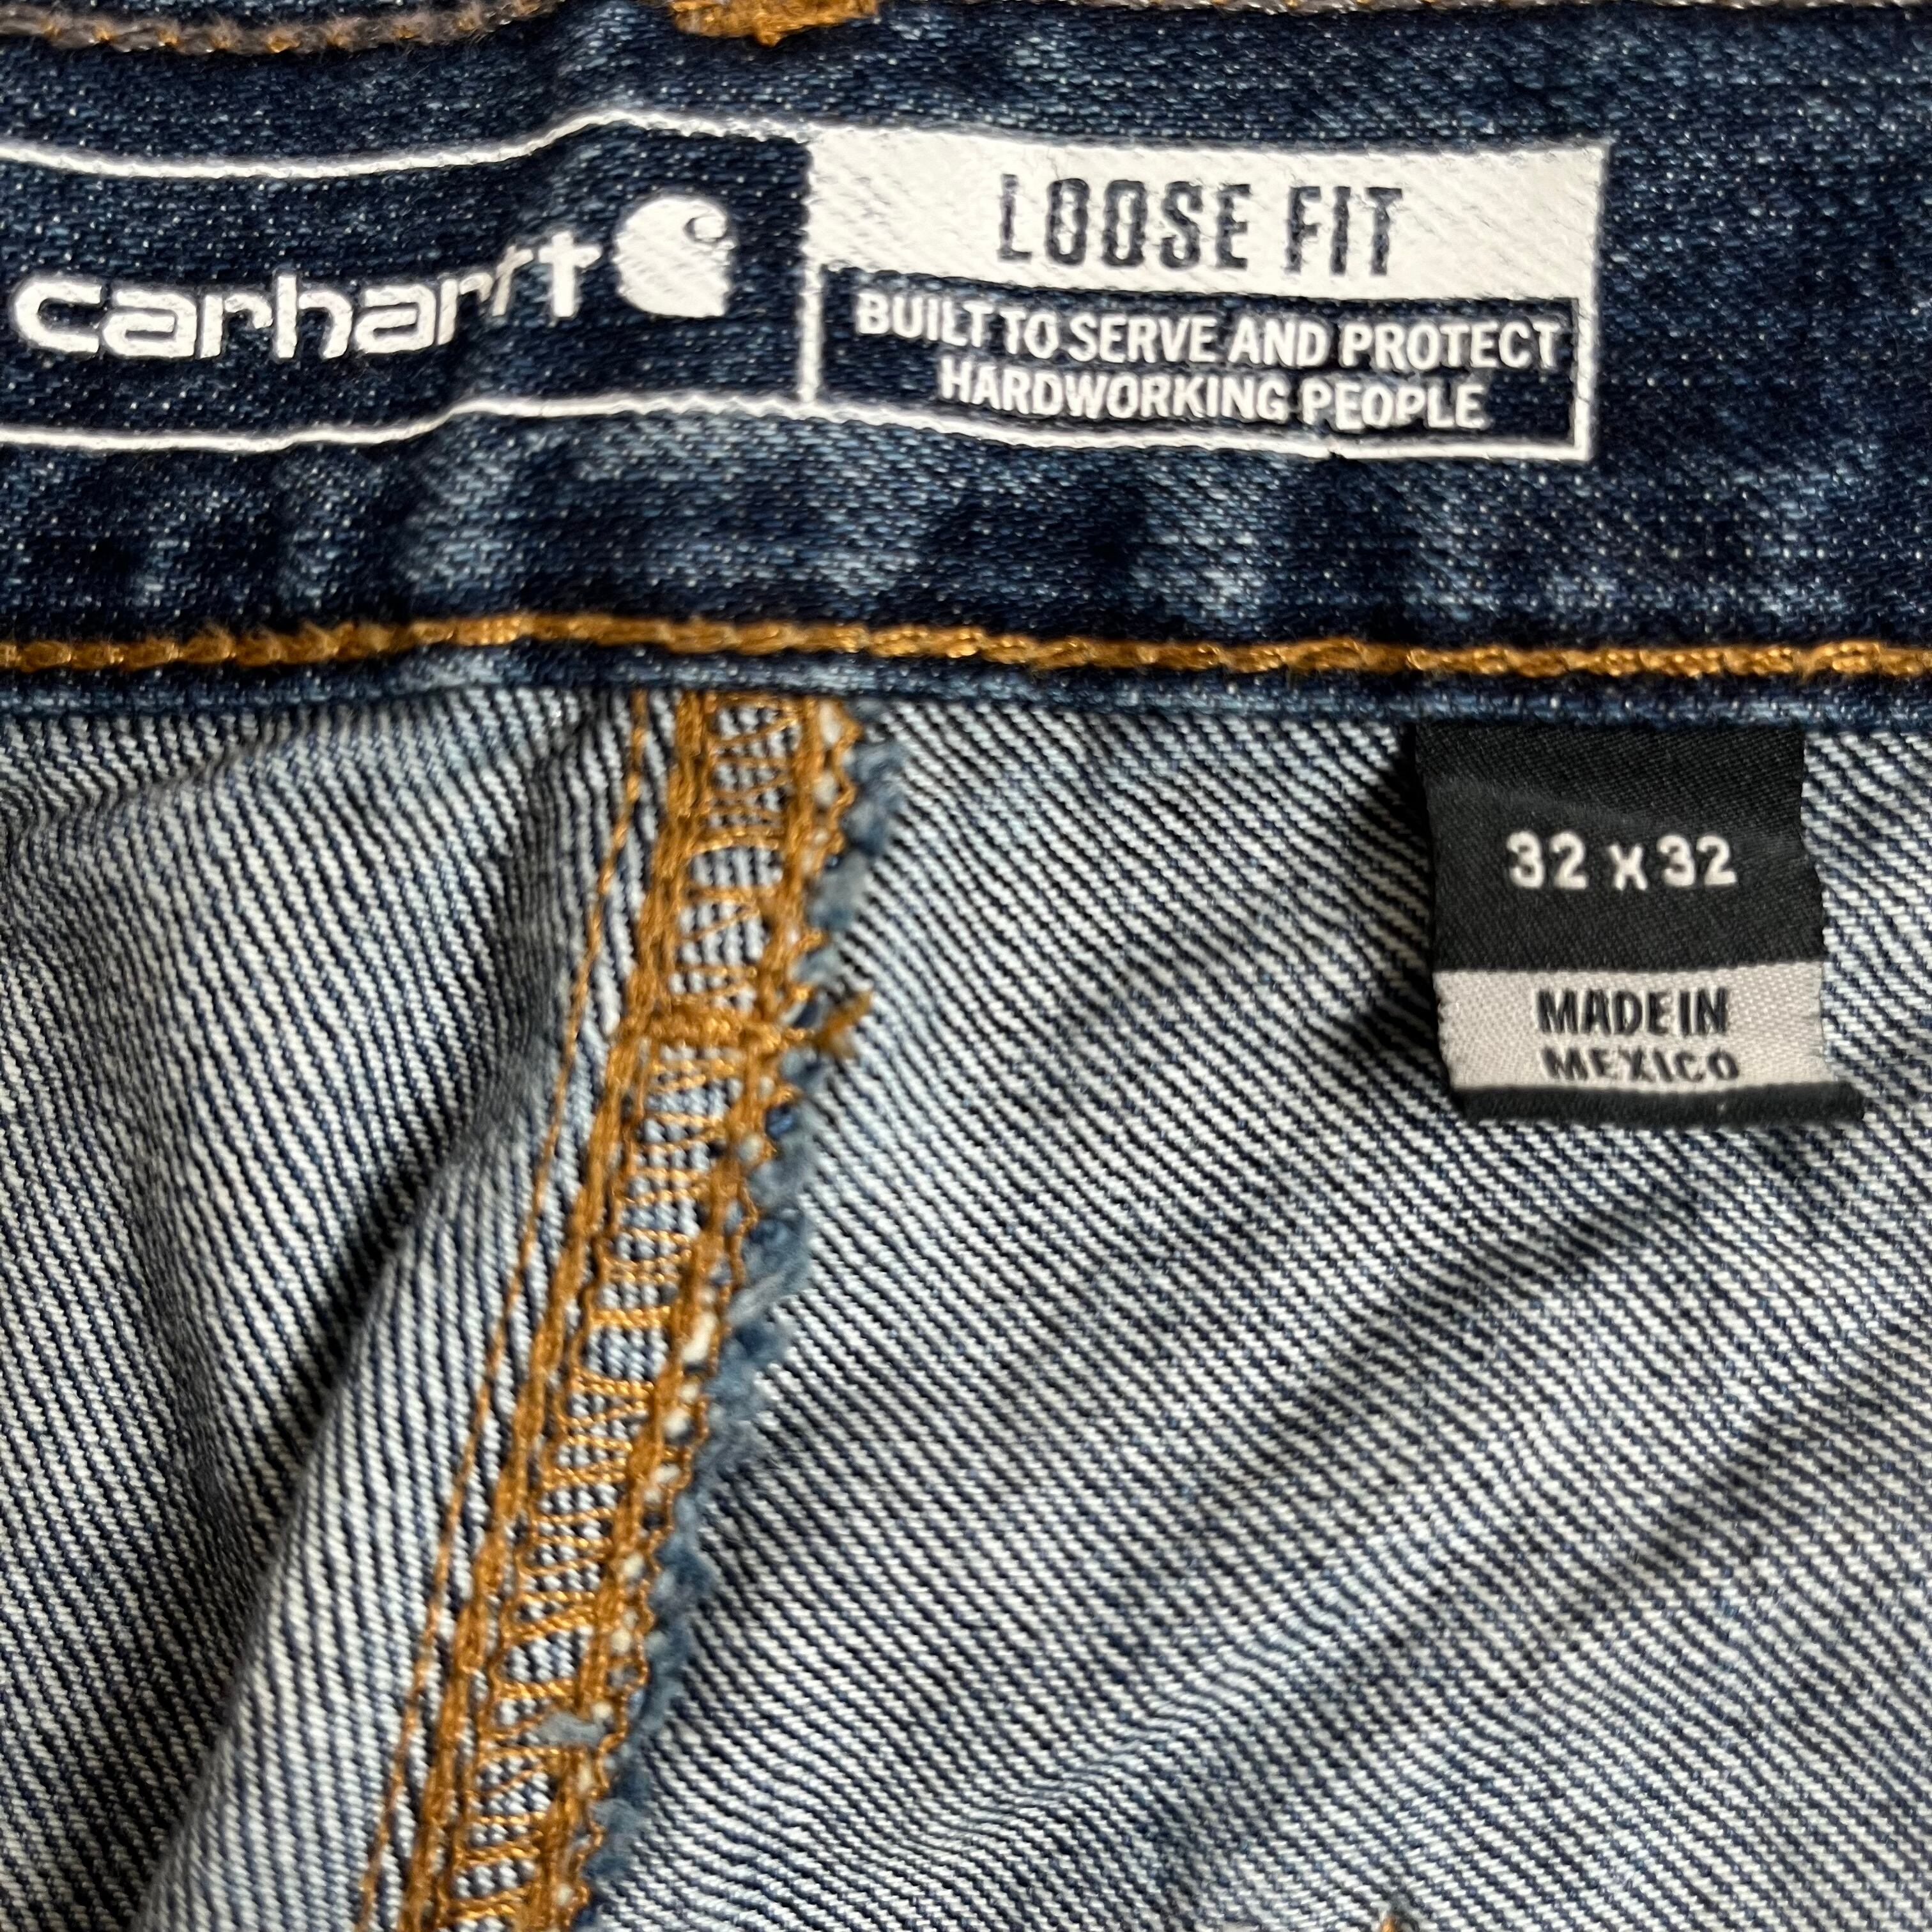 carhartt
LOOSE FIT
BUILT TO SERVE AND PROTECT
HARDWORKING PEOPLE
32 X 32
MADE IN
MEXICO